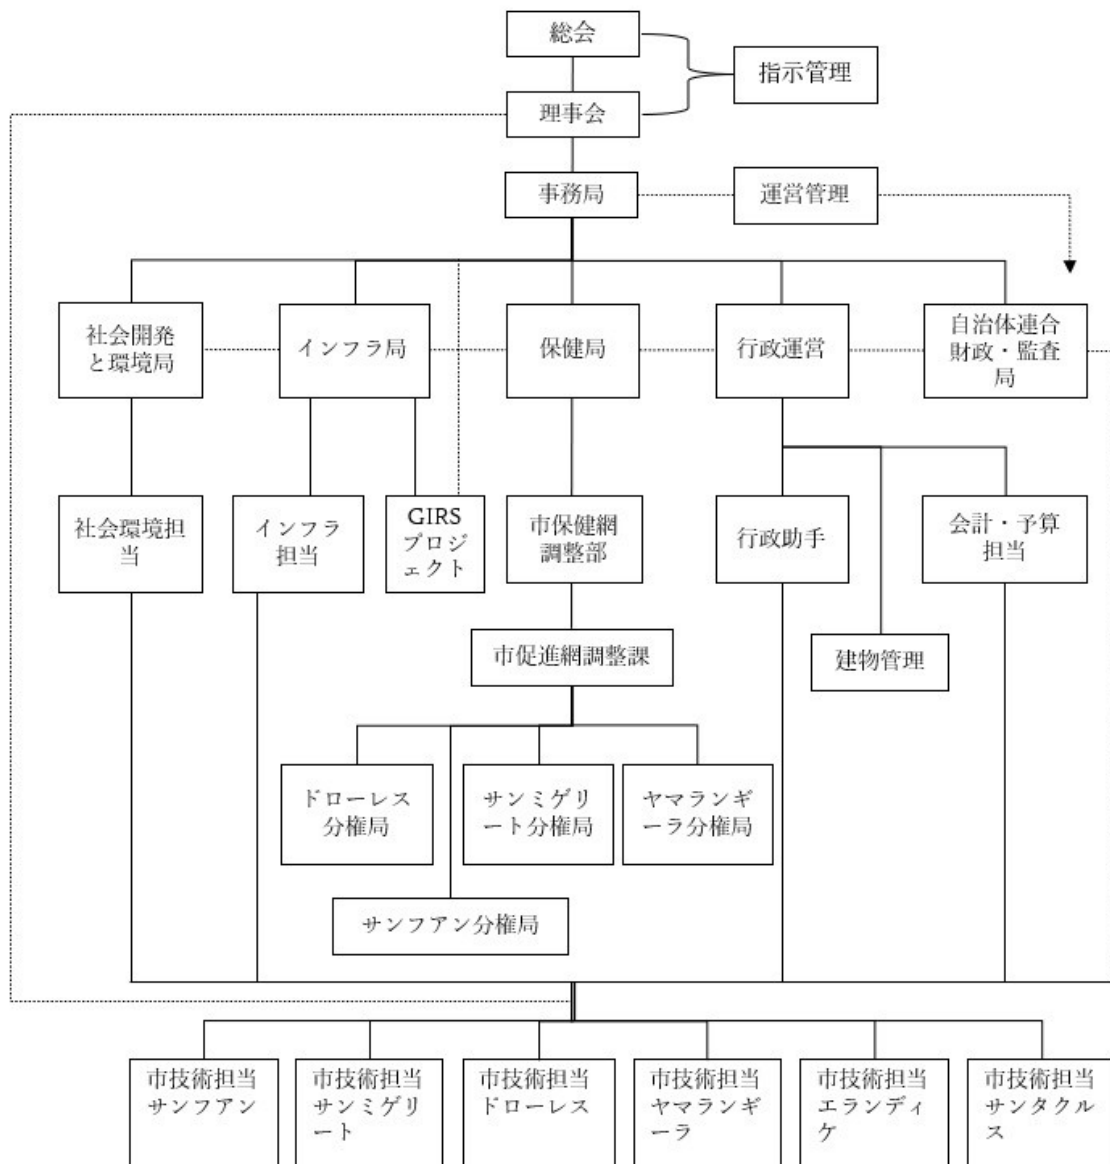 総会
指示管理
理事会
事務局
運営管理
社会開発
と環境局
インフラ局
保健局
行政運営
自治体連合
財政・監査
局
社会環境担
当
インフラ
担当
GIRS
プロジ
ェクト
市保健網
調整部
行政助手
会計・予算
担当
市促進網調整課
建物管理
ドローレス
分権局
サンミゲリ
ート分権局
ヤマランギ
ーラ分権局
サンフアン分権局
市技術担当
サンフアン
市技術担当
サンミゲリ
ート
市技術担当
ドローレス
市技術担当
ヤマランギ
ーラ
市技術担当
エランディ
ケ
市技術担当
サンタクル
ス